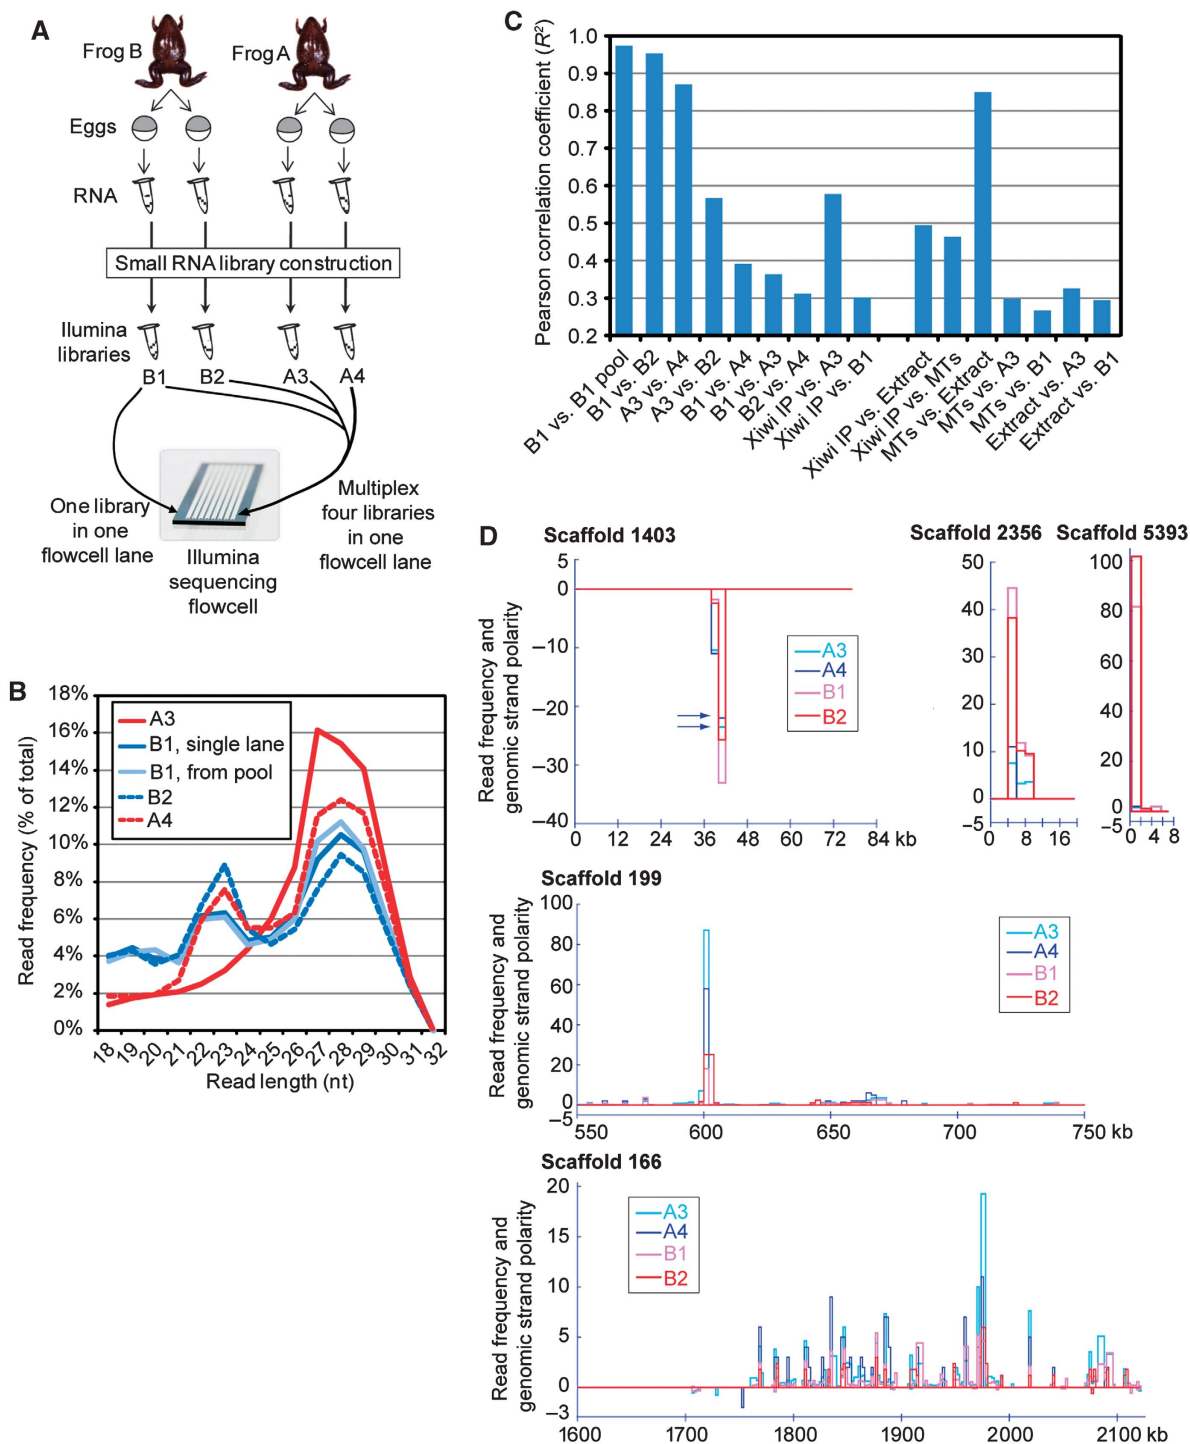 A
Frog B
Frog A
Eggs
RNA
Small RNA library construction
Ilumina
libraries
B1
B2
A3
A4
One library
in one
flowcell lane
Illumina
sequencing
flowcell
Multiplex
four libraries
in one
flowcell lane
B
Read frequency (% of total)
18%
16%
14%
12%
10%
8%
6%
4%
2%
0%
A3
B1, single lane
B1, from pool
B2
A4
18 19 20 21 22 23 24 25 26 27 28 29 30 31 32
Read length (nt)
C
Pearson correlation coefficient (R²)
1.0
0.9
0.8
0.7
0.6
0.5
0.4
0.3
0.2
B1 vs. B1 pool
B1 vs. B2
A3 vs. A4
A3 vs. B2
B1 vs. A4
B1 vs. A3
B2 vs. A4
Xiwi IP vs. A3
Xiwi IP vs. B1
Xiwi IP vs. Extract
Xiwi IP vs. MTs
MTs vs. Extract
MTs vs. A3
MTs vs. B1
Extract vs. A3
Extract vs. B1
D
Scaffold 1403
Read frequency and
genomic strand polarity
5
0
–10
–20
–30
–40
0 12 24 36 48 60 72 84 kb
A3
A4
B1
B2
Scaffold 2356
50
40
30
20
10
0
–5
0 8 16
Scaffold 5393
100
80
60
40
20
0
–5
0 4 8
Scaffold 199
Read frequency and
genomic strand polarity
100
80
60
40
20
0
–5
550 600 650 700 750 kb
A3
A4
B1
B2
Scaffold 166
Read frequency and
genomic strand polarity
20
15
10
5
0
–3
1600 1700 1800 1900 2000 2100 kb
A3
A4
B1
B2